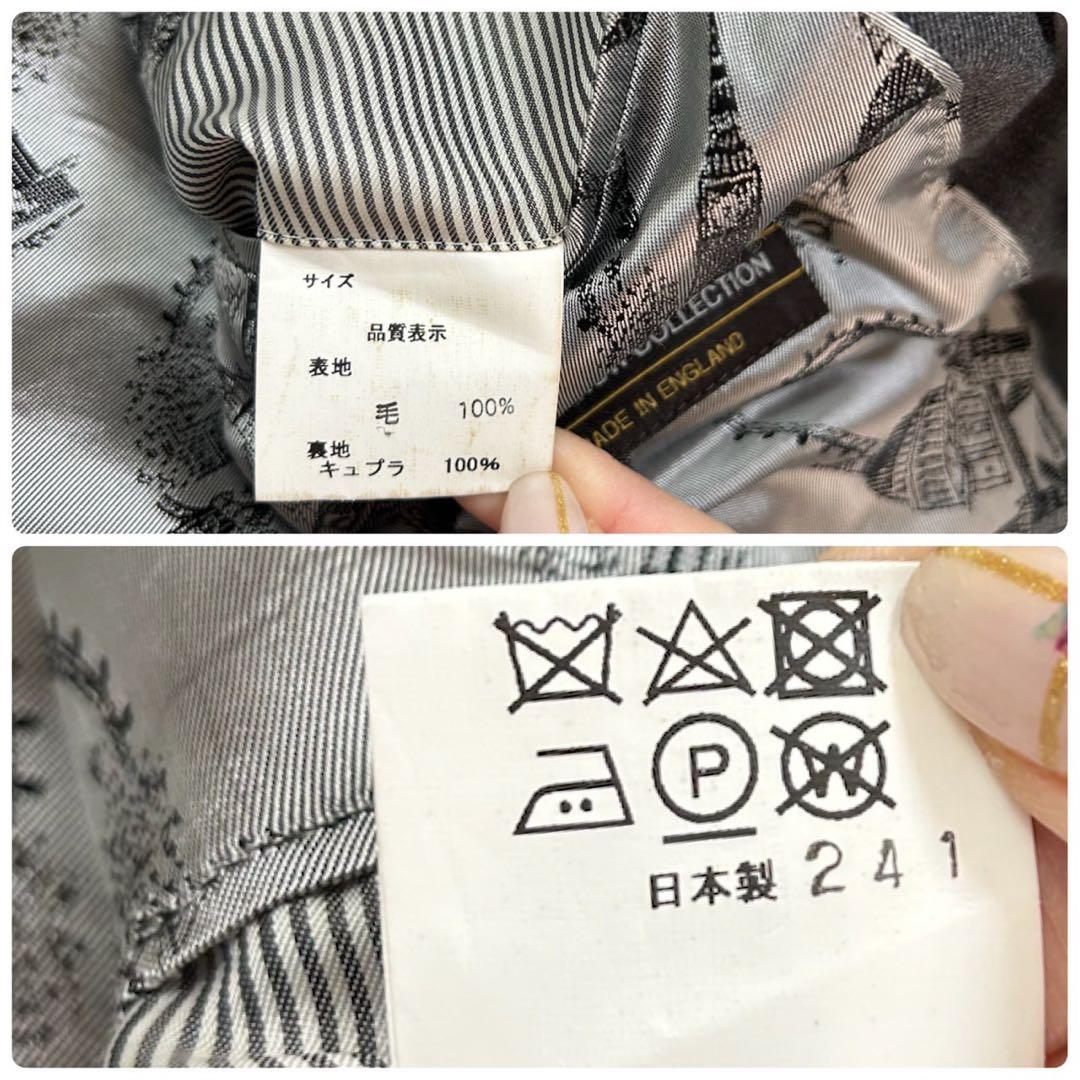 サイズ
品質表示
表地
毛 100%
裏地
キュプラ 100%
COLLECTION
MADE IN ENGLAND
P
W
日本製 241